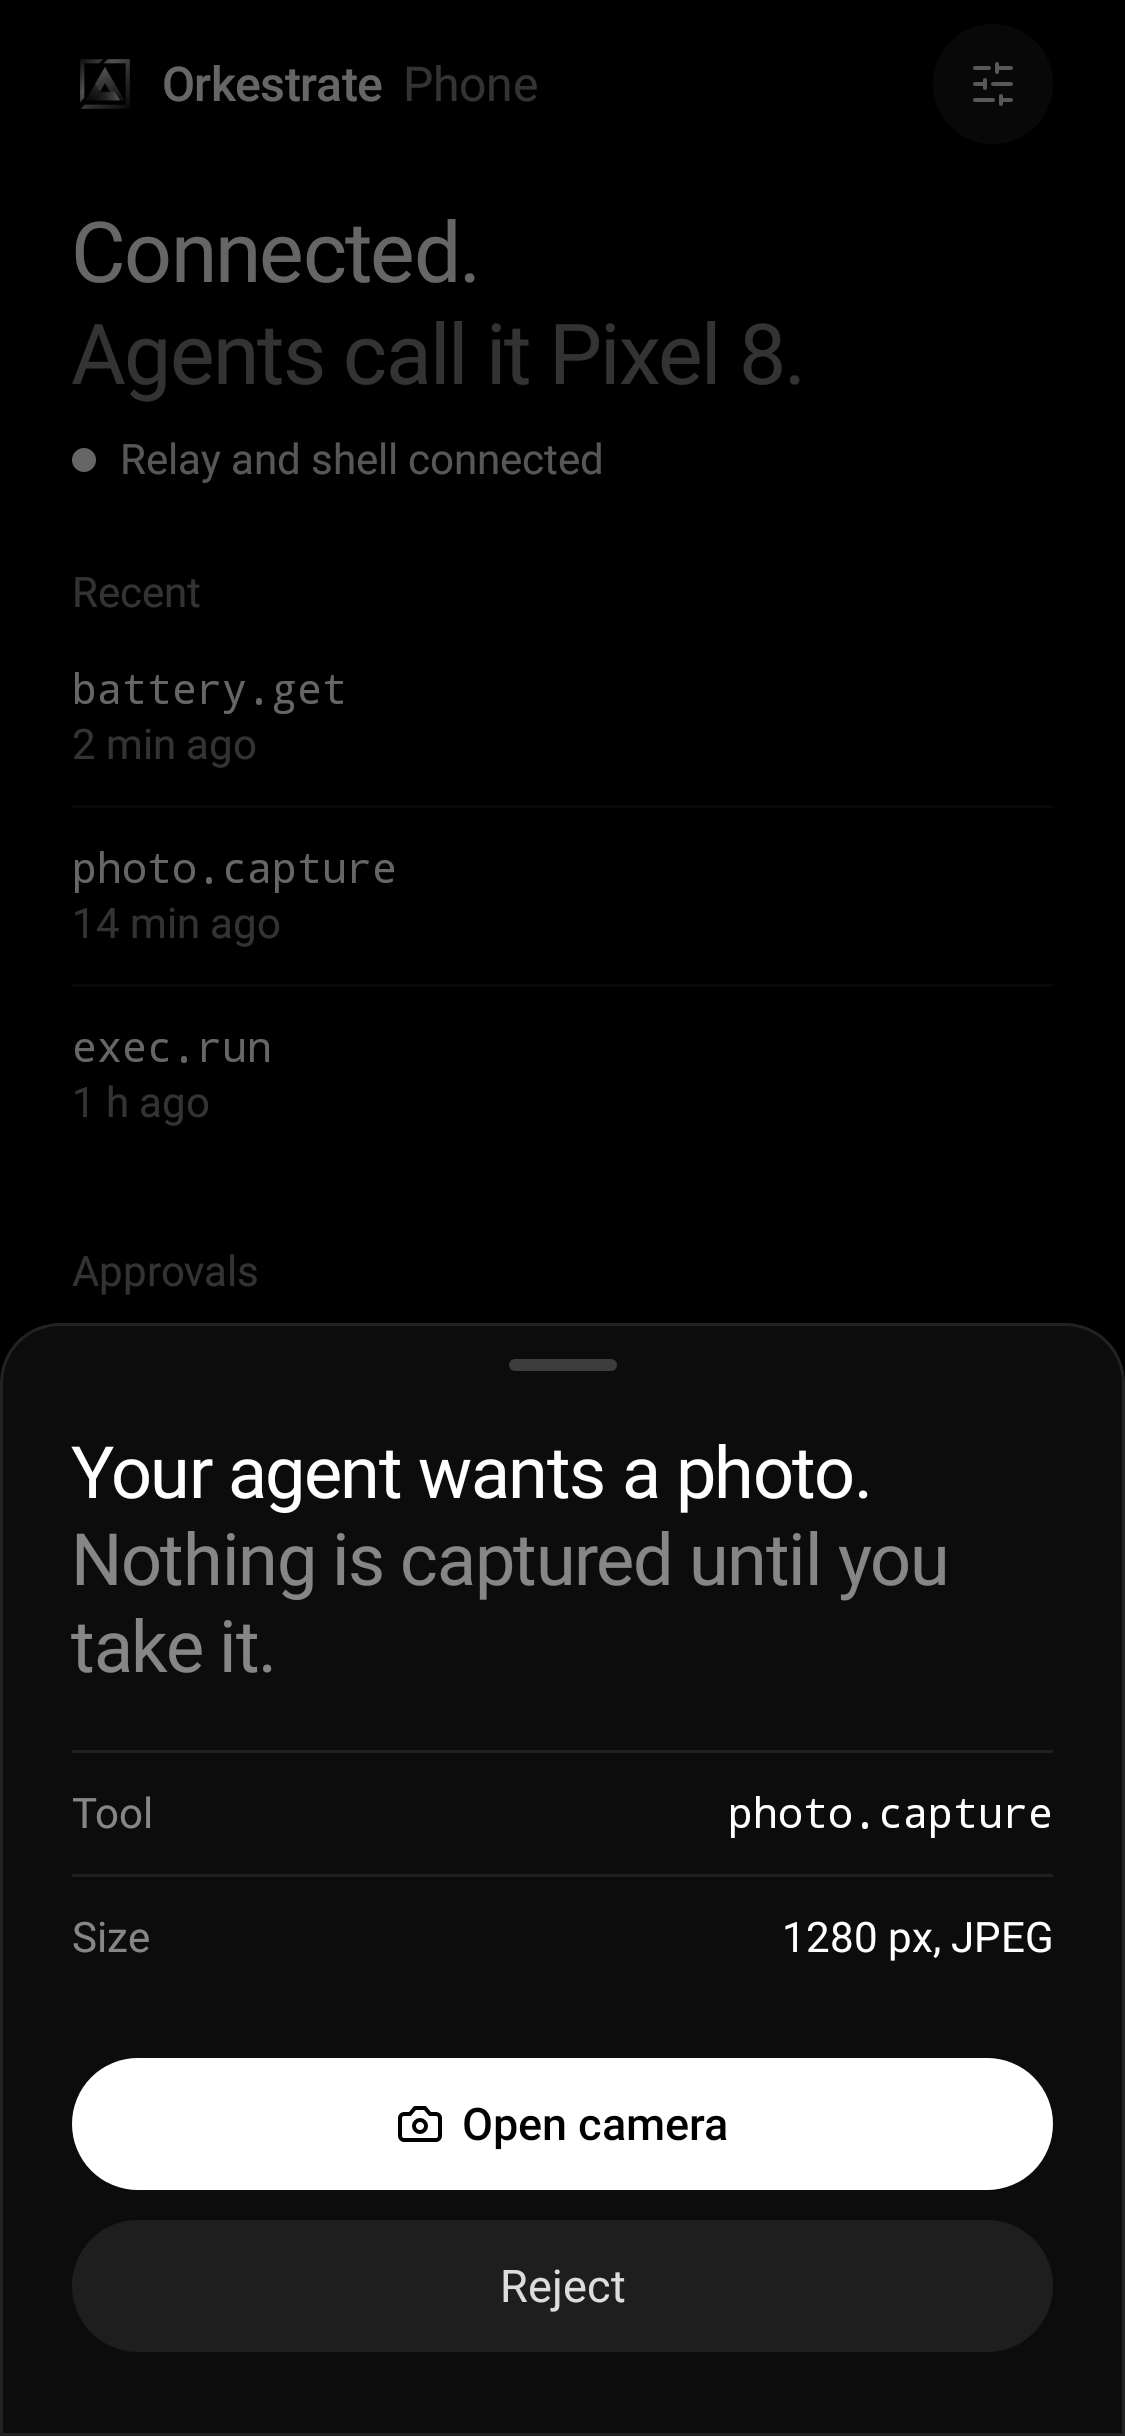 Orkestrate Phone
Connected.
Agents call it Pixel 8.
Relay and shell connected
Recent
battery.get
2 min ago
photo.capture
14 min ago
exec.run
1 h ago
Approvals
Your agent wants a photo.
Nothing is captured until you
take it.
Tool photo.capture
Size 1280 px, JPEG
Open camera
Reject